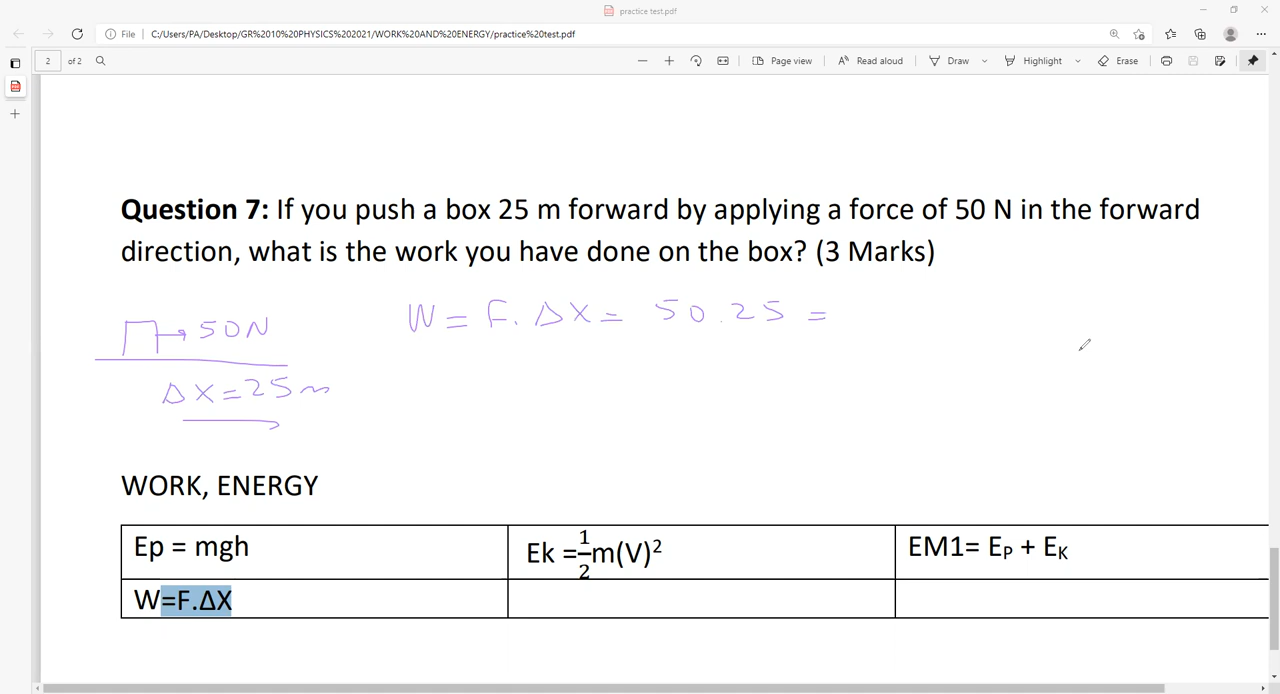 practice test.pdf
File | C:/Users/PA/Desktop/GR%2010%20PHYSICS%202021/WORK%20AND%20ENERGY/practice%20test.pdf
2 of 2 Page view Read aloud Draw Highlight Erase
Question 7: If you push a box 25 m forward by applying a force of 50 N in the forward
direction, what is the work you have done on the box? (3 Marks)
W = F. ΔX = 50.25 =
50N
ΔX=25m
WORK, ENERGY
Ep = mgh
Ek = 1/2 m(V)²
EM1= EP + EK
W=F.ΔX